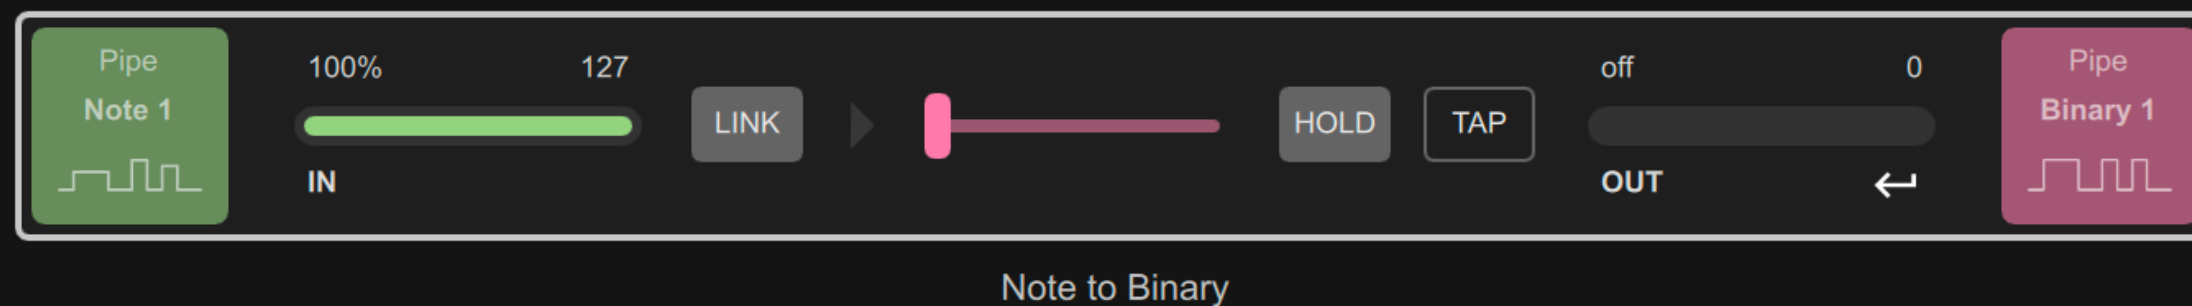 Pipe
Note 1
100% 127
IN
LINK
HOLD
TAP
off 0
OUT
Pipe
Binary 1
Note to Binary